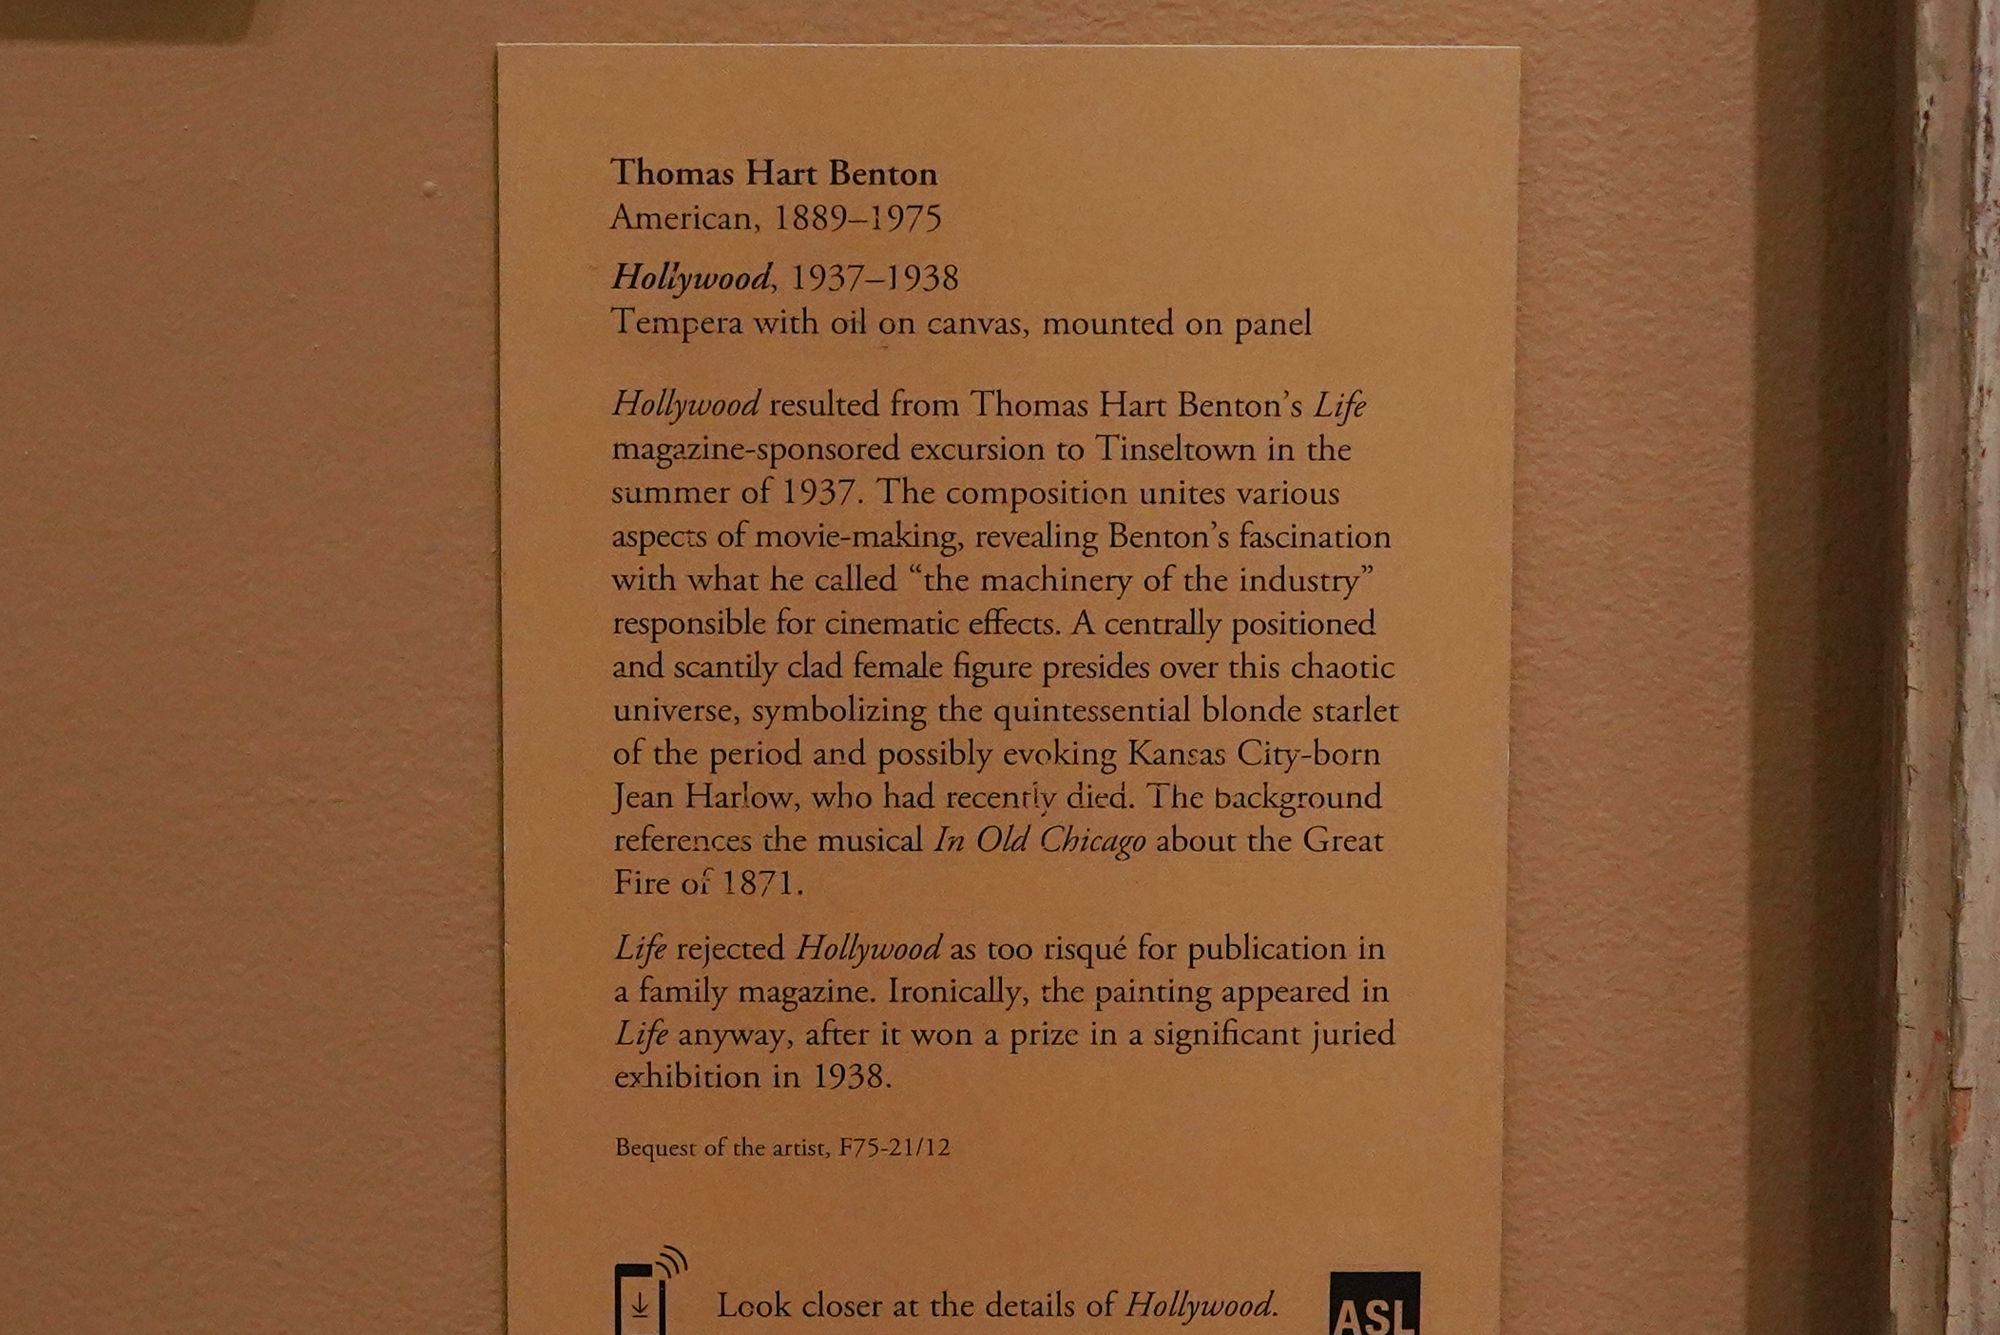 Thomas Hart Benton
American, 1889–1975
Hollywood, 1937–1938
Tempera with oil on canvas, mounted on panel
Hollywood resulted from Thomas Hart Benton’s Life
magazine-sponsored excursion to Tinseltown in the
summer of 1937. The composition unites various
aspects of movie-making, revealing Benton’s fascination
with what he called “the machinery of the industry”
responsible for cinematic effects. A centrally positioned
and scantily clad female figure presides over this chaotic
universe, symbolizing the quintessential blonde starlet
of the period and possibly evoking Kansas City-born
Jean Harlow, who had recently died. The background
references the musical In Old Chicago about the Great
Fire of 1871.
Life rejected Hollywood as too risqué for publication in
a family magazine. Ironically, the painting appeared in
Life anyway, after it won a prize in a significant juried
exhibition in 1938.
Bequest of the artist, F75-21/12
Look closer at the details of Hollywood.
ASL